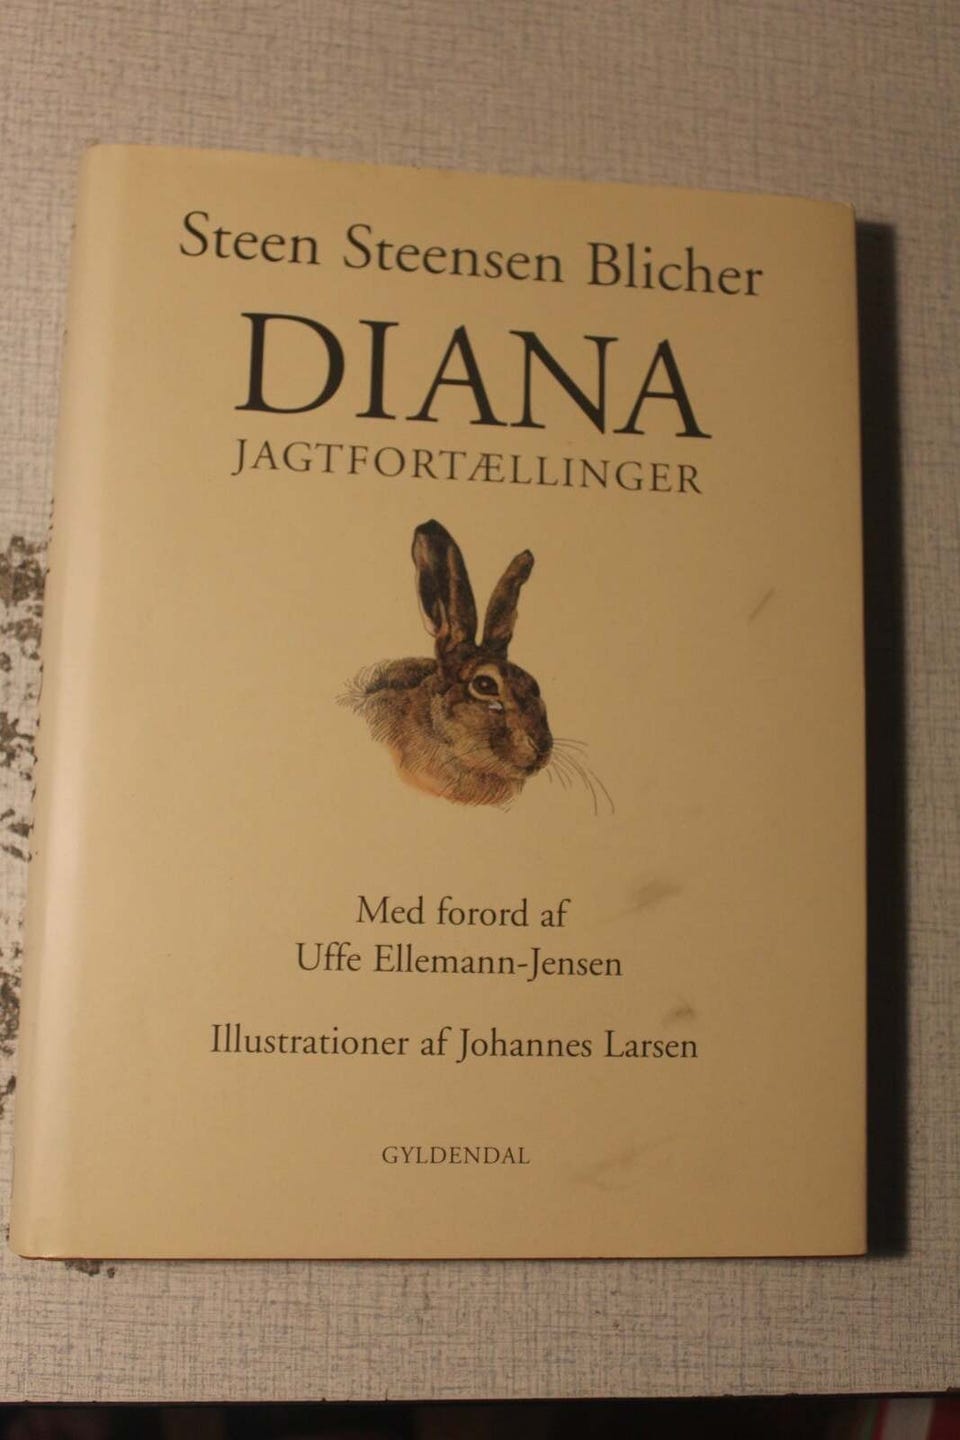 Steen Steensen Blicher
DIANA
JAGTFORTÆLLINGER
Med forord af
Uffe Ellemann-Jensen
Illustrationer af Johannes Larsen
GYLDENDAL